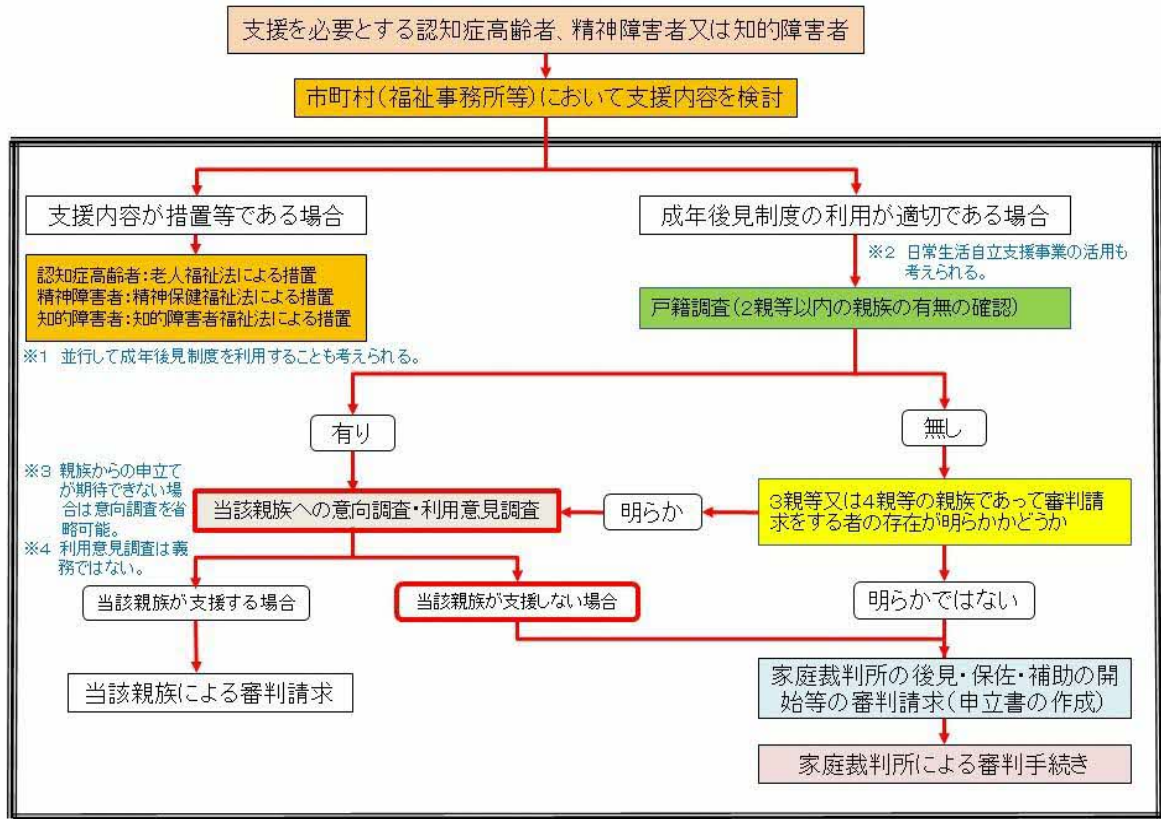 支援を必要とする認知症高齢者、精神障害者又は知的障害者
市町村(福祉事務所等)において支援内容を検討
支援内容が措置等である場合
成年後見制度の利用が適切である場合
認知症高齢者:老人福祉法による措置
精神障害者:精神保健福祉法による措置
知的障害者:知的障害者福祉法による措置
※1 並行して成年後見制度を利用することも考えられる。
※2 日常生活自立支援事業の活用も
考えられる。
戸籍調査(2親等以内の親族の有無の確認)
有り
無し
※3 親族からの申立て
が期待できない場
合は意向調査を省
略可能。
※4 利用意見調査は義
務ではない。
当該親族への意向調査・利用意見調査
明らか
3親等又は4親等の親族であって審判請
求をする者の存在が明らかかどうか
当該親族が支援する場合
当該親族が支援しない場合
明らかではない
当該親族による審判請求
家庭裁判所の後見・保佐・補助の開
始等の審判請求(申立書の作成)
家庭裁判所による審判手続き